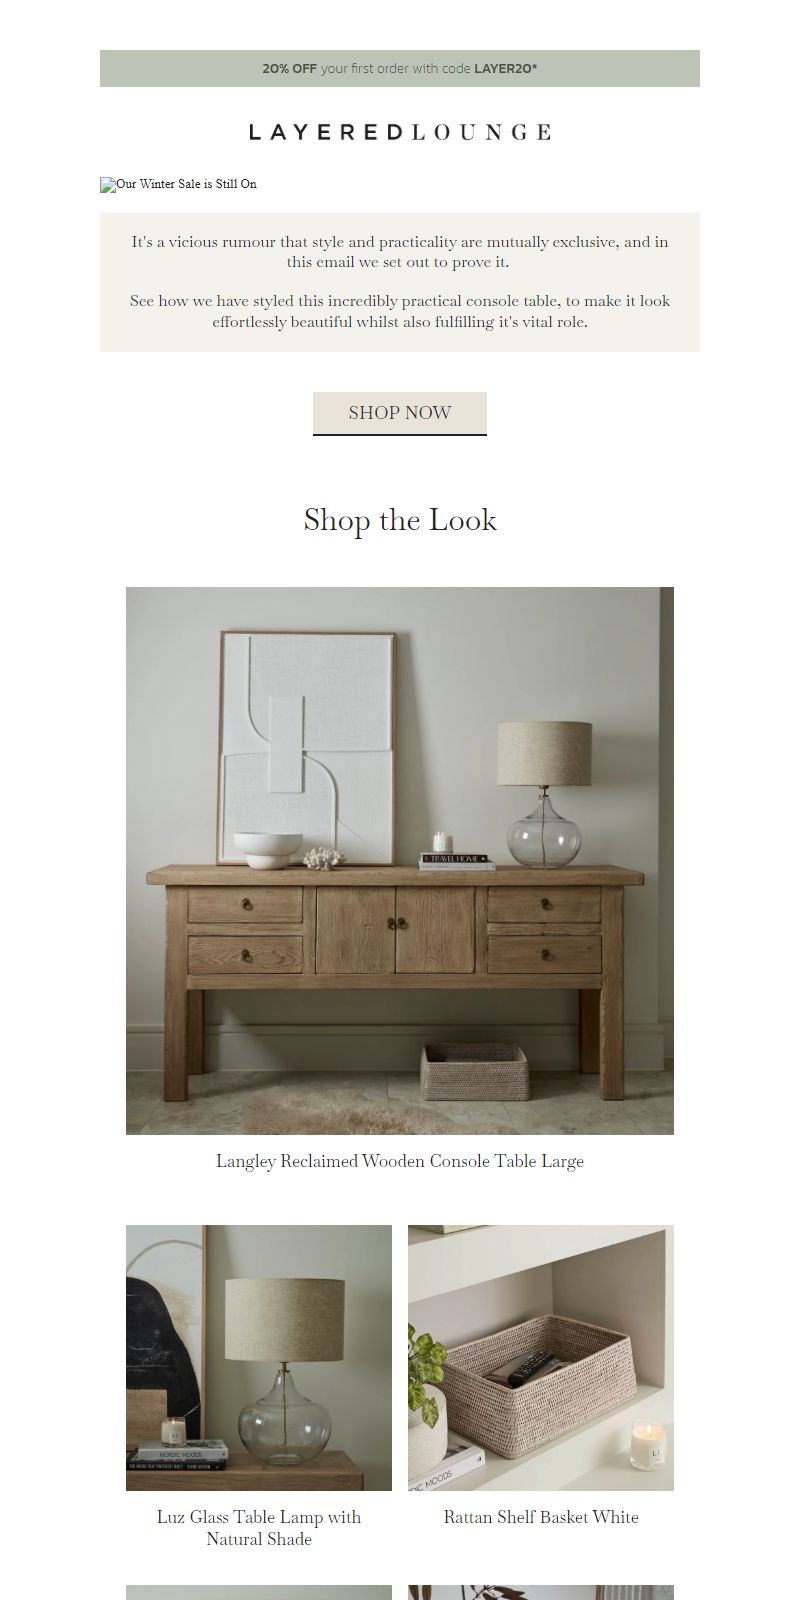 20% OFF your first order with code LAYER20*
LAYEREDLOUNGE
Our Winter Sale is Still On
It's a vicious rumour that style and practicality are mutually exclusive, and in
this email we set out to prove it.
See how we have styled this incredibly practical console table, to make it look
effortlessly beautiful whilst also fulfilling it's vital role.
SHOP NOW
Shop the Look
TRAVEL HOME
Langley Reclaimed Wooden Console Table Large
NORDIC MOODS
MOODS
Luz Glass Table Lamp with
Natural Shade
Rattan Shelf Basket White